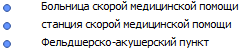 Больница скорой медицинской помощи
станция скорой медицинской помощи
Фельдшерско-акушерский пункт